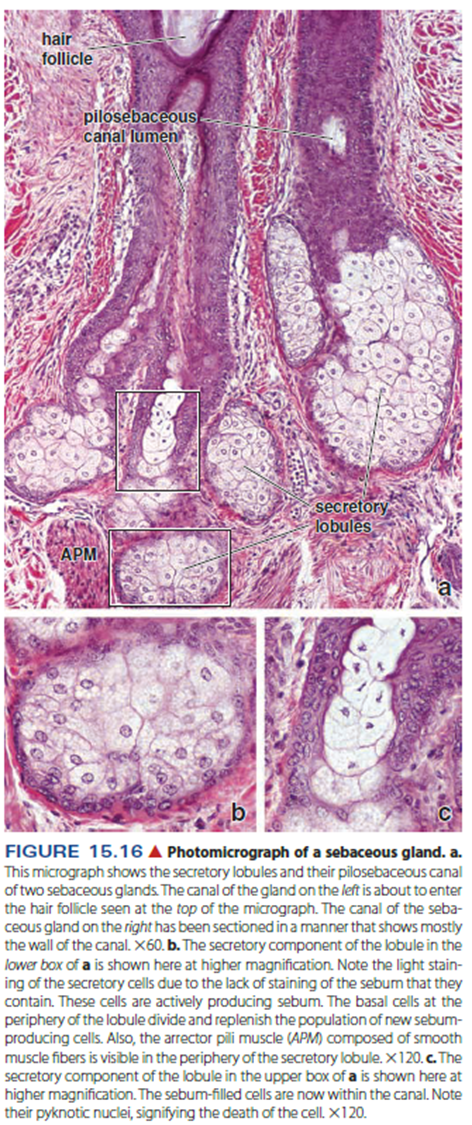 hair
follicle
pilosebaceous
canal lumen
secretory
lobules
APM
a
b
c
FIGURE 15.16 ▲ Photomicrograph of a sebaceous gland. a.
This micrograph shows the secretory lobules and their pilosebaceous canal
of two sebaceous glands. The canal of the gland on the left is about to enter
the hair follicle seen at the top of the micrograph. The canal of the seba-
ceous gland on the right has been sectioned in a manner that shows mostly
the wall of the canal. ×60. b. The secretory component of the lobule in the
lower box of a is shown here at higher magnification. Note the light stain-
ing of the secretory cells due to the lack of staining of the sebum that they
contain. These cells are actively producing sebum. The basal cells at the
periphery of the lobule divide and replenish the population of new sebum-
producing cells. Also, the arrector pili muscle (APM) composed of smooth
muscle fibers is visible in the periphery of the secretory lobule. ×120. c. The
secretory component of the lobule in the upper box of a is shown here at
higher magnification. The sebum-filled cells are now within the canal. Note
their pyknotic nuclei, signifying the death of the cell. ×120.